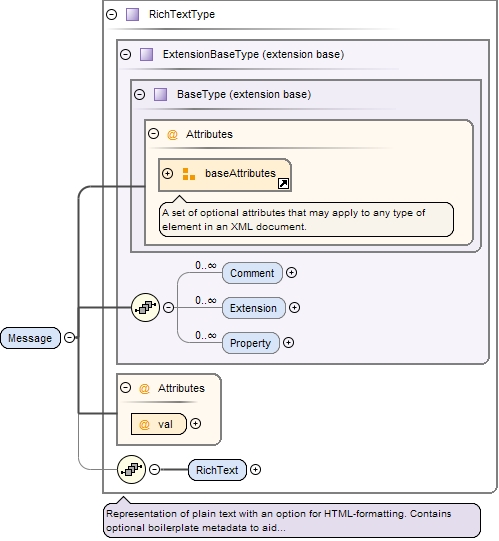 RichTextType
ExtensionBaseType (extension base)
BaseType (extension base)
@ Attributes
baseAttributes
A set of optional attributes that may apply to any type of
element in an XML document.
0..∞
Comment
0..∞
Extension
Message
0..∞
Property
@ Attributes
@ val
RichText
Representation of plain text with an option for HTML-formatting. Contains
optional boilerplate metadata to aid...